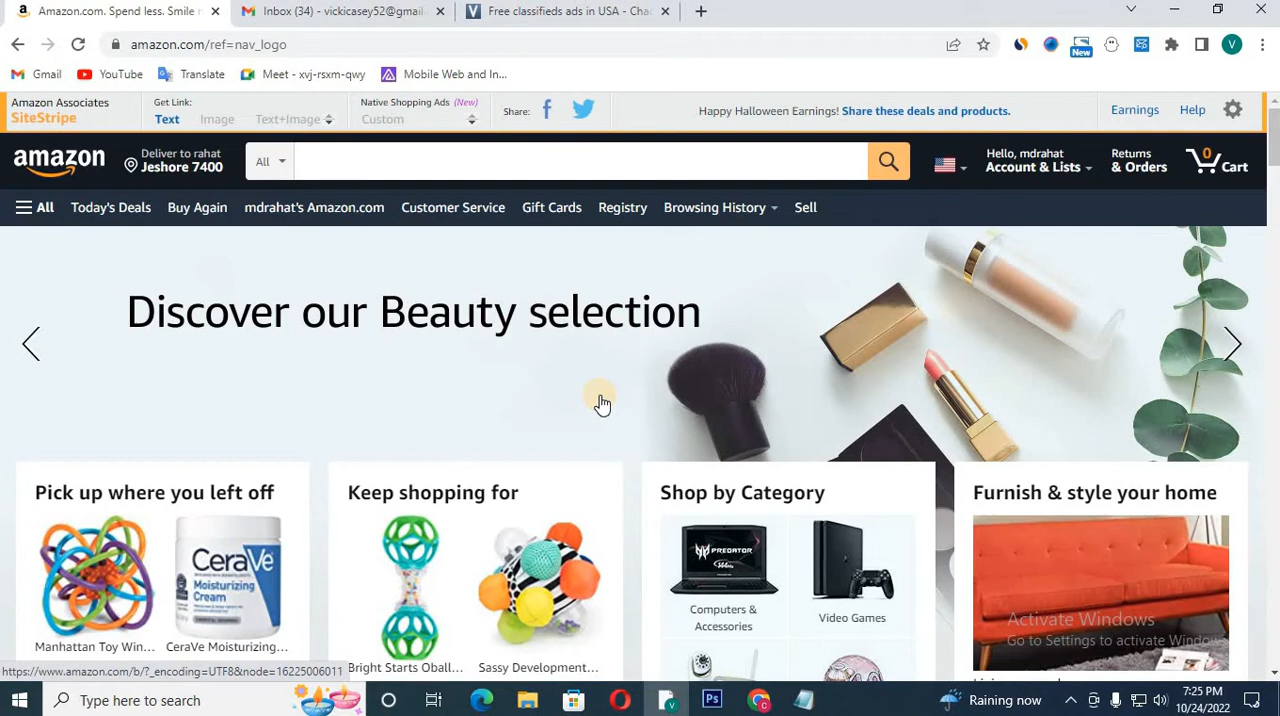 Amazon.com. Spend less. Smile m
Inbox (34) - vickicasey52@gmail
Free classifieds ads in USA - Chac
amazon.com/ref=nav_logo
New
V
Gmail
YouTube
Translate
Meet - xvj-rsxm-qwy
Mobile Web and In...
Amazon Associates
SiteStripe
Get Link:
Text
Image
Text+Image
Native Shopping Ads (New)
Custom
Share:
Happy Halloween Earnings! Share these deals and products.
Earnings
Help
amazon
Deliver to rahat
Jeshore 7400
All
Hello, mdrahat
Account & Lists
Returns
& Orders
0
Cart
All
Today's Deals
Buy Again
mdrahat's Amazon.com
Customer Service
Gift Cards
Registry
Browsing History
Sell
Discover our Beauty selection
Pick up where you left off
Keep shopping for
Shop by Category
Furnish & style your home
PREDATOR
CeraVe
Moisturizing
Cream
Computers &
Accessories
Video Games
Manhattan Toy Win...
CeraVe Moisturizing...
Bright Starts Oball...
Sassy Development...
Activate Windows
Go to Settings to activate Windows.
https://www.amazon.com/b/?_encoding=UTF8&node=16225006011
Type here to search
Ps
Raining now
7:25 PM
10/24/2022